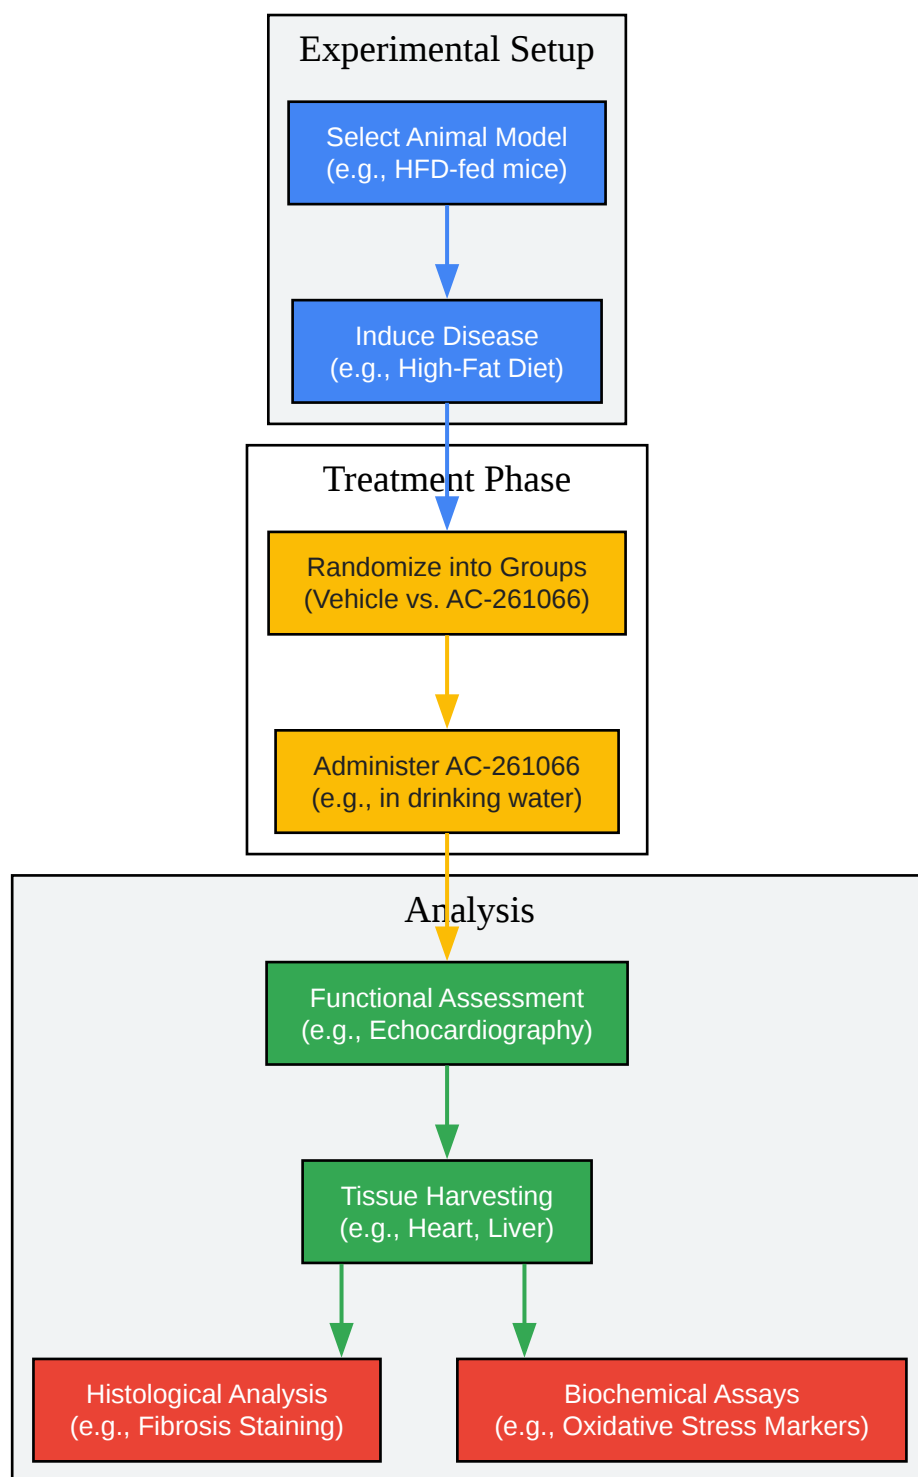 Experimental Setup
Select Animal Model
(e.g., HFD-fed mice)
Induce Disease
(e.g., High-Fat Diet)
Treatment Phase
Randomize into Groups
(Vehicle vs. AC-261066)
Administer AC-261066
(e.g., in drinking water)
Analysis
Functional Assessment
(e.g., Echocardiography)
Tissue Harvesting
(e.g., Heart, Liver)
Histological Analysis
(e.g., Fibrosis Staining)
Biochemical Assays
(e.g., Oxidative Stress Markers)